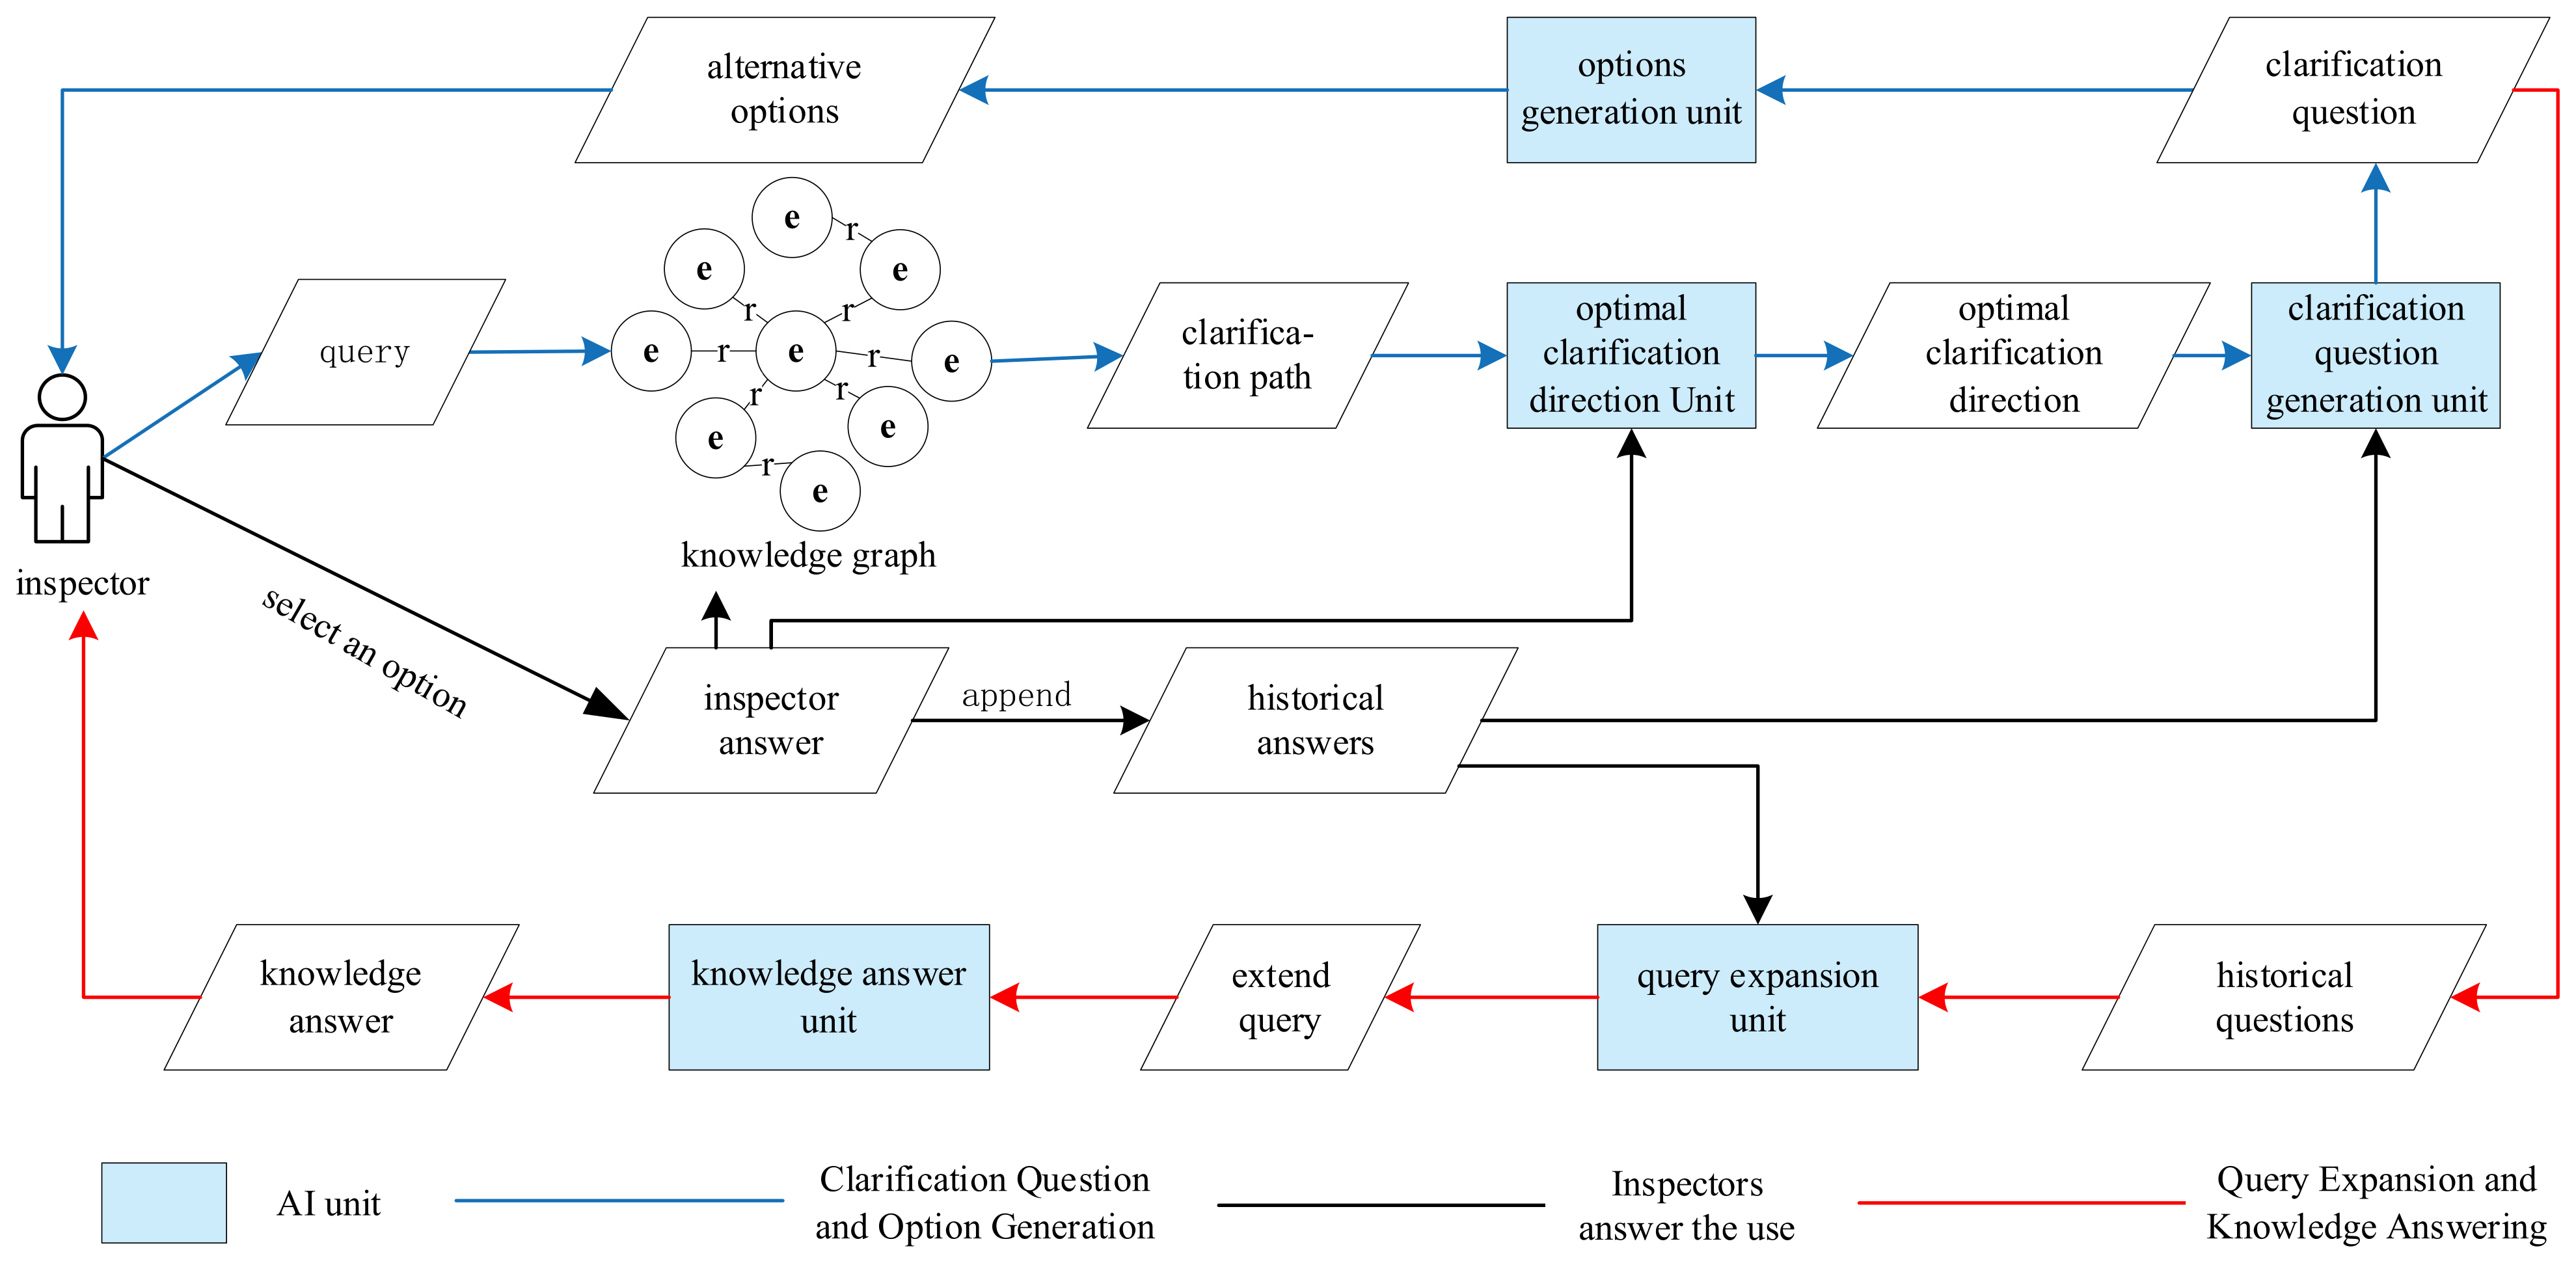 alternative
options
options
generation unit
clarification
question
e
r
e
e
r
r
query
e
r
e
r
e
r
r
e
e
r
e
knowledge graph
clarifica-
tion path
optimal
clarification
direction Unit
optimal
clarification
direction
clarification
question
generation unit
inspector
select an option
inspector
answer
append
historical
answers
knowledge
answer
knowledge answer
unit
extend
query
query expansion
unit
historical
questions
AI unit
Clarification Question
and Option Generation
Inspectors
answer the use
Query Expansion and
Knowledge Answering